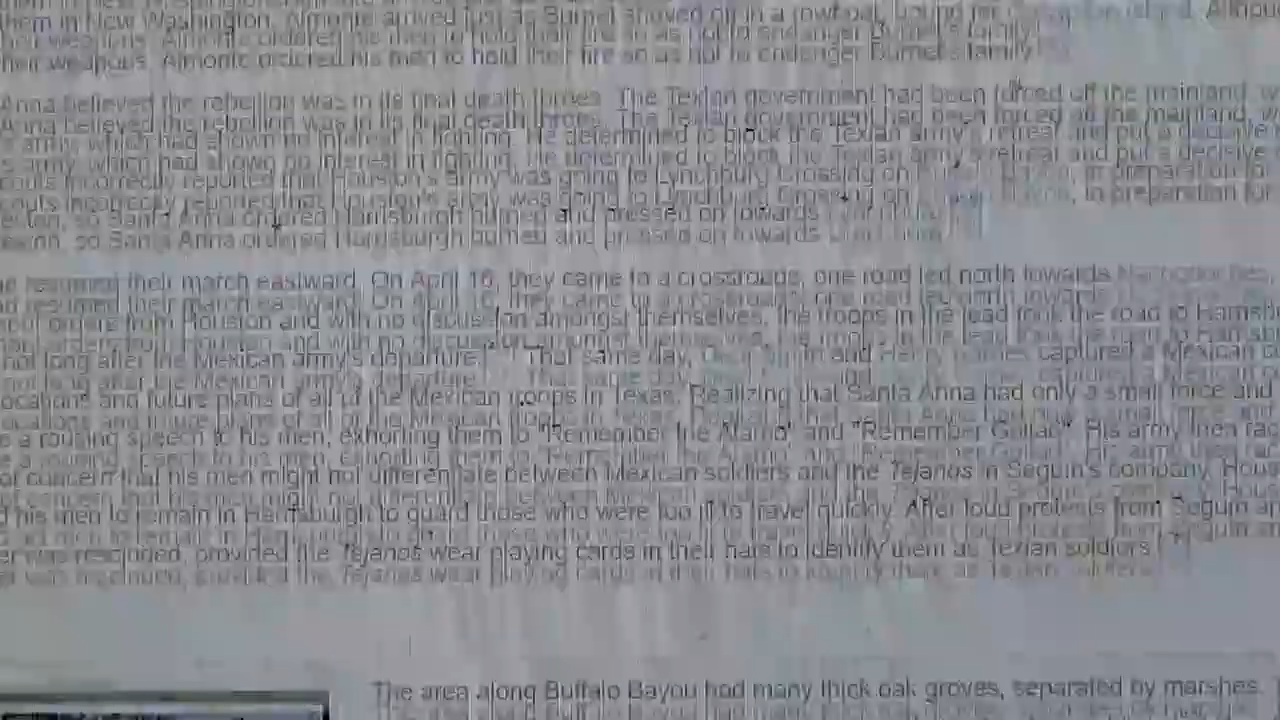 them in New Washington. Almonte arrived just as Burnet shoved off in a rowboat, bound for
their weapons. Almonte ordered his men to hold their fire so as not to endanger Burnet's family.
Anna believed the rebellion was in its final death throes. The Texian government had been forced off the mainland, w
s army, which had shown no interest in fighting. He determined to block the Texian army's retreat and put a decisive
couts incorrectly reported that Houston's army was going to Lynchburg Crossing on in preparation for
so Santa Anna ordered Harrisburgh burned and pressed on towards
resumed their march eastward. On April 16, they came to a crossroads; one road led north towards Nacogdoches,
orders from Houston and with no discussion amongst themselves, the troops in the lead took the road to Harrisb
not long after the Mexican army's departure. That same day, and captured a Mexican c
ocations and future plans of all of the Mexican troops in Texas. Realizing that Santa Anna had only a small force and
e a rousing speech to his men, exhorting them to "Remember the Alamo" and "Remember Goliad". His army then rac
of concern that his men might not differentiate between Mexican soldiers and the Tejanos in Seguín's company, Hous
d his men to remain in Harrisburgh to guard those who were too ill to travel quickly. After loud protests from Seguín an
er was rescinded, provided the Tejanos wear playing cards in their hats to identify them as Texian soldiers.
The area along Buffalo Bayou had many thick oak groves, separated by marshes.